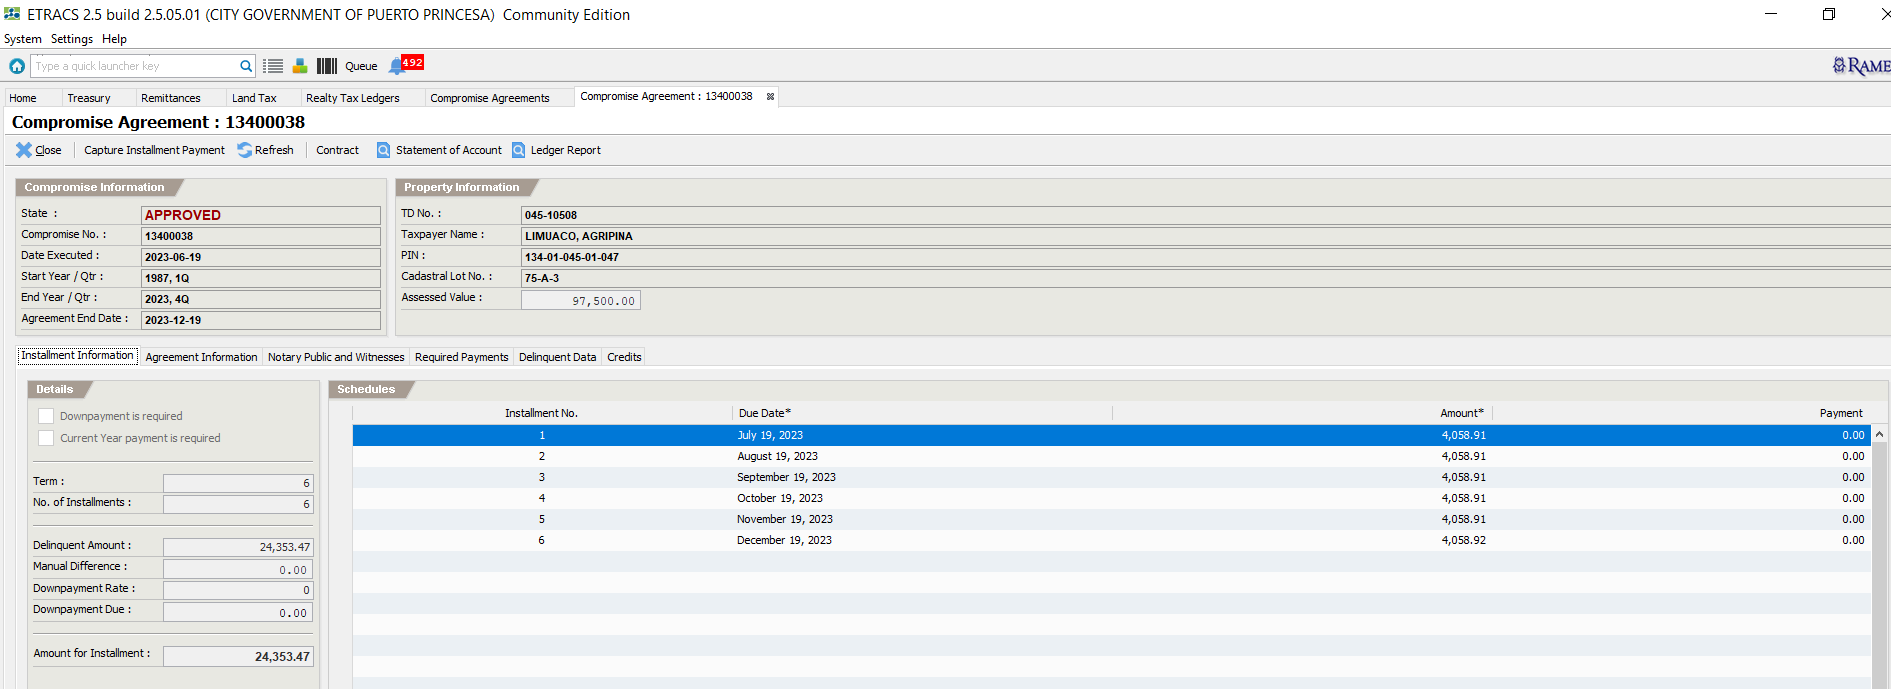 ETRACS 2.5 build 2.5.05.01 (CITY GOVERNMENT OF PUERTO PRINCESA) Community Edition
System Settings Help
Type a quick launcher key Queue 492
Home Treasury Remittances Land Tax Realty Tax Ledgers Compromise Agreements Compromise Agreement : 13400038
Compromise Agreement : 13400038
Close Capture Installment Payment Refresh Contract Statement of Account Ledger Report
Compromise Information
State : APPROVED
Compromise No. : 13400038
Date Executed : 2023-06-19
Start Year / Qtr : 1987, 1Q
End Year / Qtr : 2023, 4Q
Agreement End Date : 2023-12-19
Property Information
TD No. : 045-10508
Taxpayer Name : LIMUACO, AGRIPINA
PIN : 134-01-045-01-047
Cadastral Lot No. : 75-A-3
Assessed Value : 97,500.00
Installment Information Agreement Information Notary Public and Witnesses Required Payments Delinquent Data Credits
Details
Downpayment is required
Current Year payment is required
Term : 6
No. of Installments : 6
Delinquent Amount : 24,353.47
Manual Difference : 0.00
Downpayment Rate : 0
Downpayment Due : 0.00
Amount for Installment : 24,353.47
Schedules
Installment No. Due Date* Amount* Payment
1 July 19, 2023 4,058.91 0.00
2 August 19, 2023 4,058.91 0.00
3 September 19, 2023 4,058.91 0.00
4 October 19, 2023 4,058.91 0.00
5 November 19, 2023 4,058.91 0.00
6 December 19, 2023 4,058.92 0.00